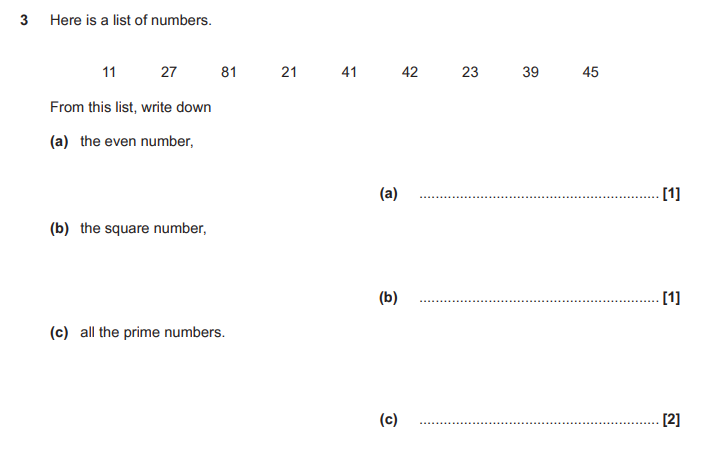 3 Here is a list of numbers.
11 27 81 21 41 42 23 39 45
From this list, write down
(a) the even number,
(a) ........................................................... [1]
(b) the square number,
(b) ........................................................... [1]
(c) all the prime numbers.
(c) ........................................................... [2]